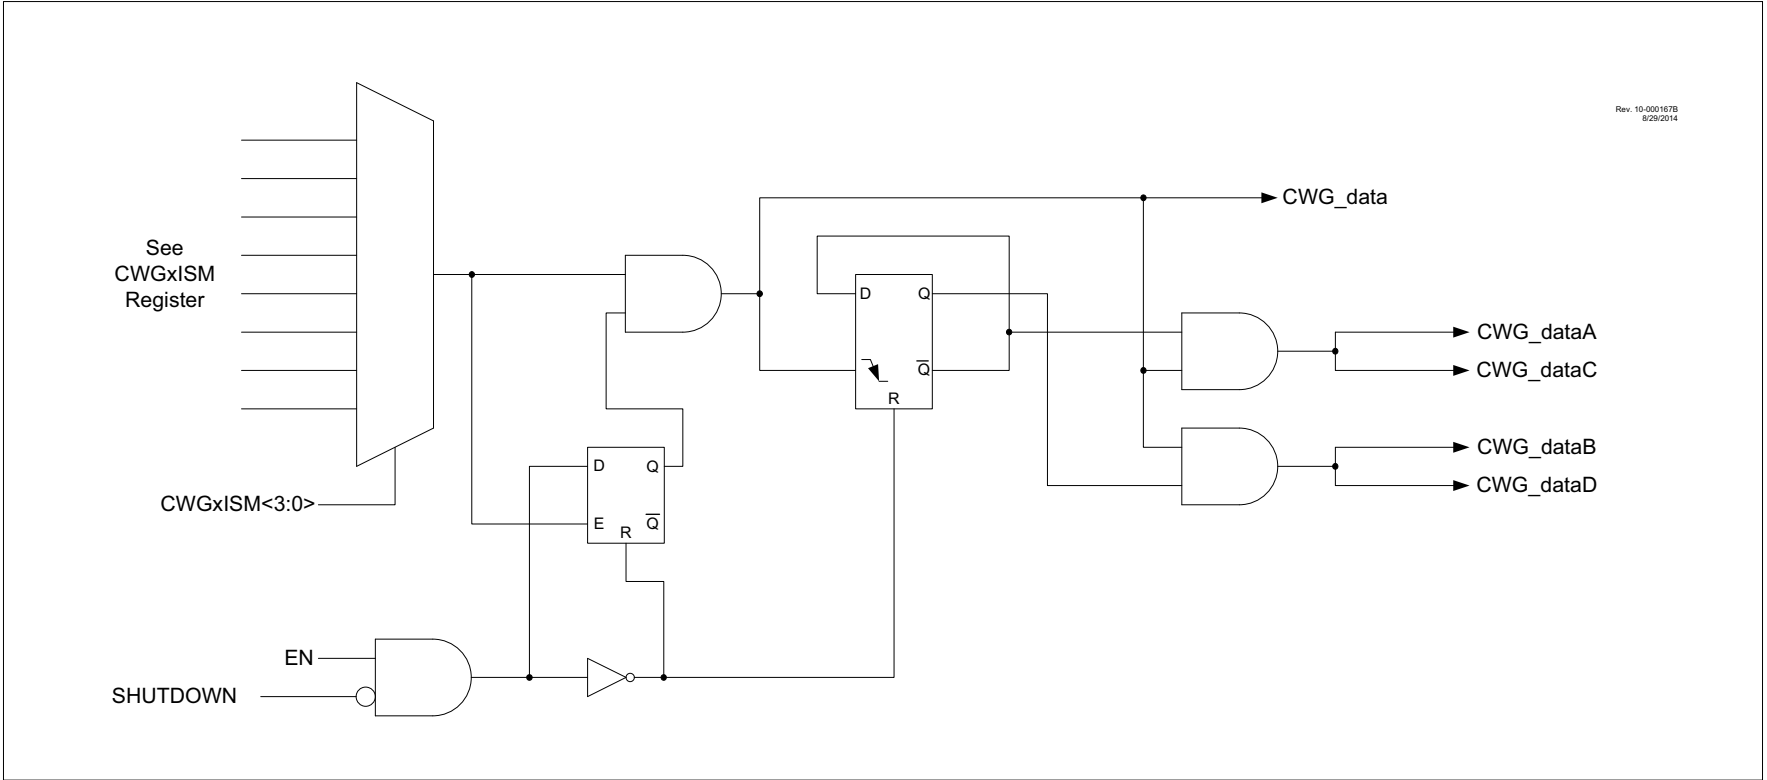 Rev. 10-000167B
8/29/2014
CWG_data
See
CWGxISM
Register
D
Q
Q
R
CWG_dataA
CWG_dataC
CWG_dataB
CWG_dataD
D
Q
E
Q
R
CWGxISM<3:0>
EN
SHUTDOWN